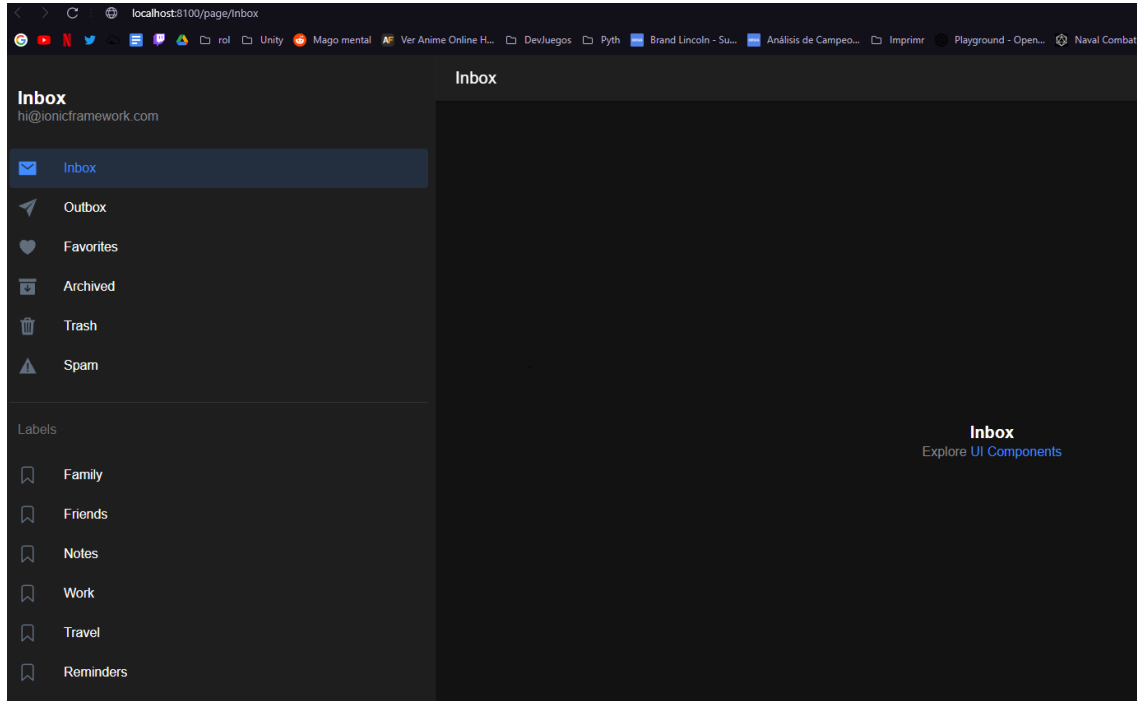 localhost:8100/page/Inbox
rol Unity Mago mental Ver Anime Online H... DevJuegos Pyth Brand Lincoln - Su... Análisis de Campeo... Imprimr Playground - Open... Naval Combat
Inbox
Inbox
hi@ionicframework.com
Inbox
Outbox
Favorites
Archived
Trash
Spam
Labels
Family
Friends
Notes
Work
Travel
Reminders
Inbox
Explore UI Components